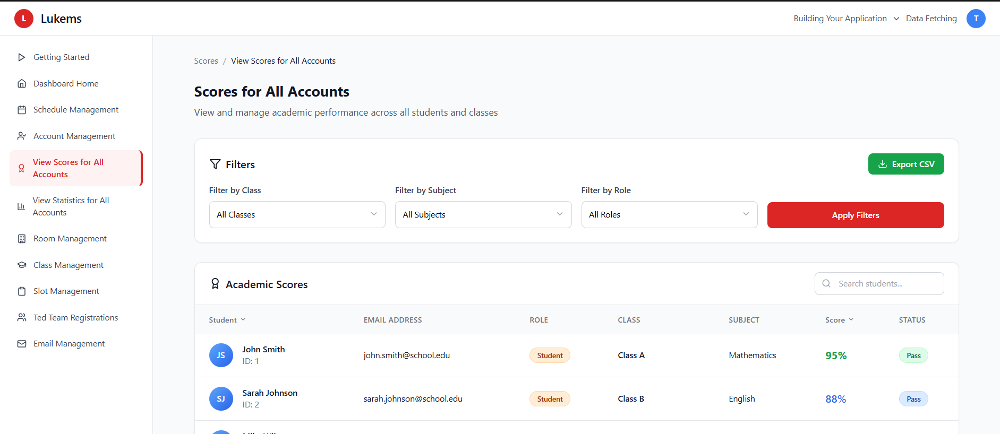 L Lukems
Building Your Application Data Fetching T
Getting Started
Dashboard Home
Schedule Management
Account Management
View Scores for All
Accounts
View Statistics for All
Accounts
Room Management
Class Management
Slot Management
Ted Team Registrations
Email Management
Scores / View Scores for All Accounts
Scores for All Accounts
View and manage academic performance across all students and classes
Filters
Export CSV
Filter by Class Filter by Subject Filter by Role
All Classes All Subjects All Roles Apply Filters
Academic Scores
Search students...
Student EMAIL ADDRESS ROLE CLASS SUBJECT Score STATUS
JS John Smith john.smith@school.edu Student Class A Mathematics 95% Pass
ID: 1
SJ Sarah Johnson sarah.johnson@school.edu Student Class B English 88% Pass
ID: 2